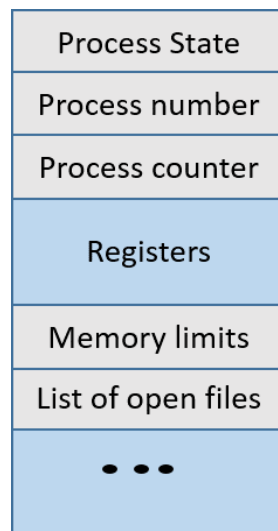 Process State
Process number
Process counter
Registers
Memory limits
List of open files
...